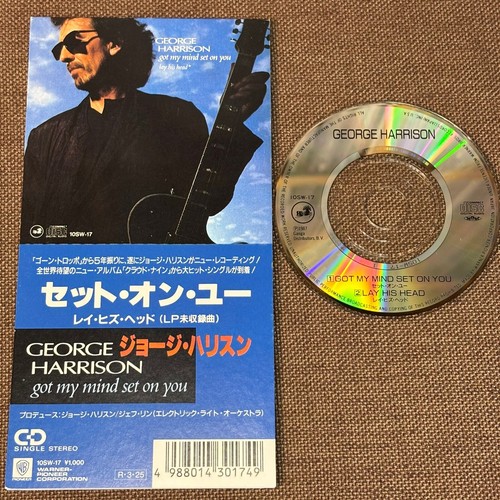 GEORGE
HARRISON
got my mind set on you
lay his head*
10SW-17
「ゴーン・トロッポ」から5年振りに、遂にジョージ・ハリスンがニュー・レコーディング!
全世界待望のニュー・アルバム「クラウド・ナイン」から大ヒット・シングルが到着!
セット・オン・ユー
レイ・ヒズ・ヘッド(LP未収録曲)
GEORGE
HARRISON
ジョージ・ハリスン
got my mind set on you
プロデュース:ジョージ・ハリスン/ジェフ・リン(エレクトリック・ライト・オーケストラ)
CD
SINGLE STEREO
10SW-17 ¥1,000
WARNER-
PIONEER
CORPORATION
PIONEER
R・3・25
4 988014 301749
GEORGE HARRISON
10SW-17
Ganga
Distributors B.V.
①GOT MY MIND SET ON YOU
セット・オン・ユー
②LAY HIS HEAD
レイ・ヒズ・ヘッド